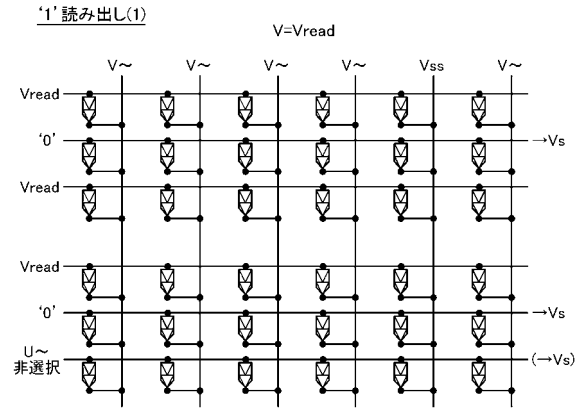 ‘1’読み出し(1)
V=Vread
V～ V～ V～ V～ Vss V～
Vread
‘0’ →Vs
Vread
Vread
‘0’ →Vs
U～
非選択 (→Vs)